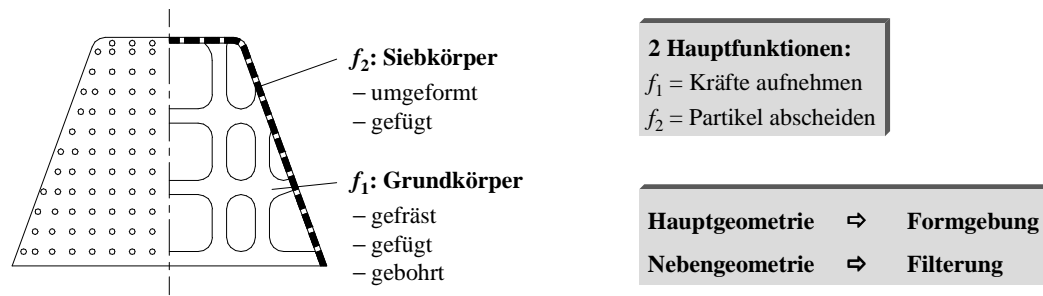 f2: Siebkörper
– umgeformt
– gefügt
f1: Grundkörper
– gefräst
– gefügt
– gebohrt
2 Hauptfunktionen:
f1 = Kräfte aufnehmen
f2 = Partikel abscheiden
Hauptgeometrie ⇨ Formgebung
Nebengeometrie ⇨ Filterung